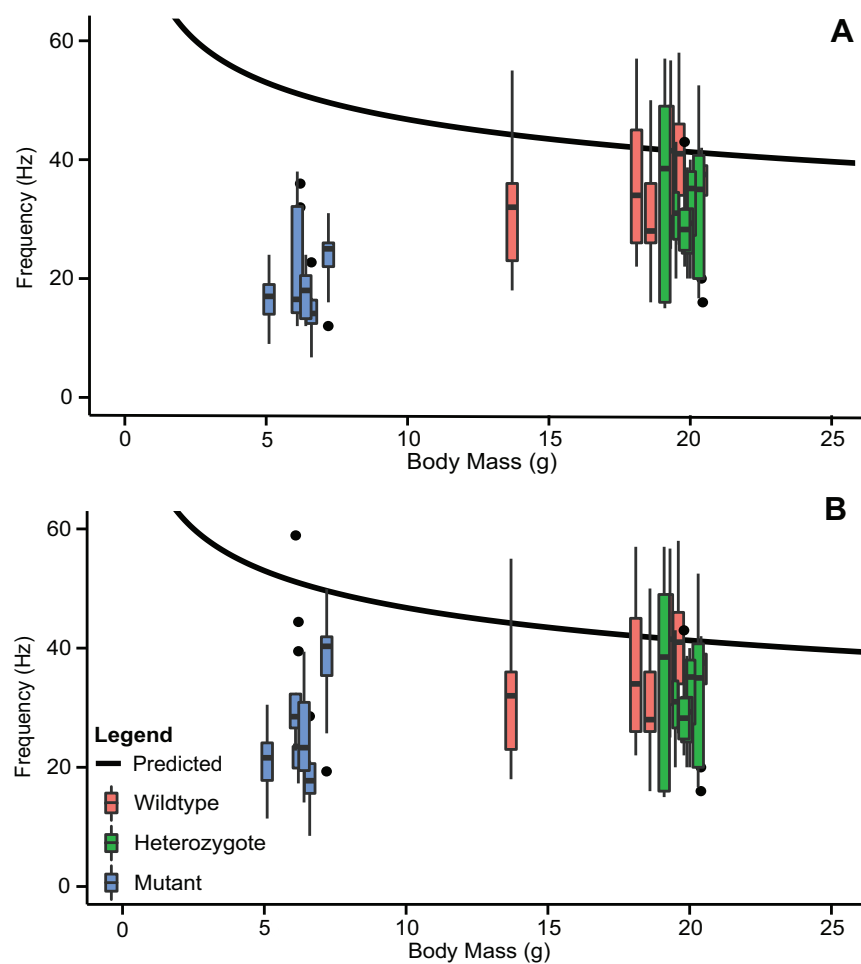 A
60
40
20
0
Frequency (Hz)
0 5 10 15 20 25
Body Mass (g)
B
60
40
20
0
Frequency (Hz)
Legend
Predicted
Wildtype
Heterozygote
Mutant
0 5 10 15 20 25
Body Mass (g)